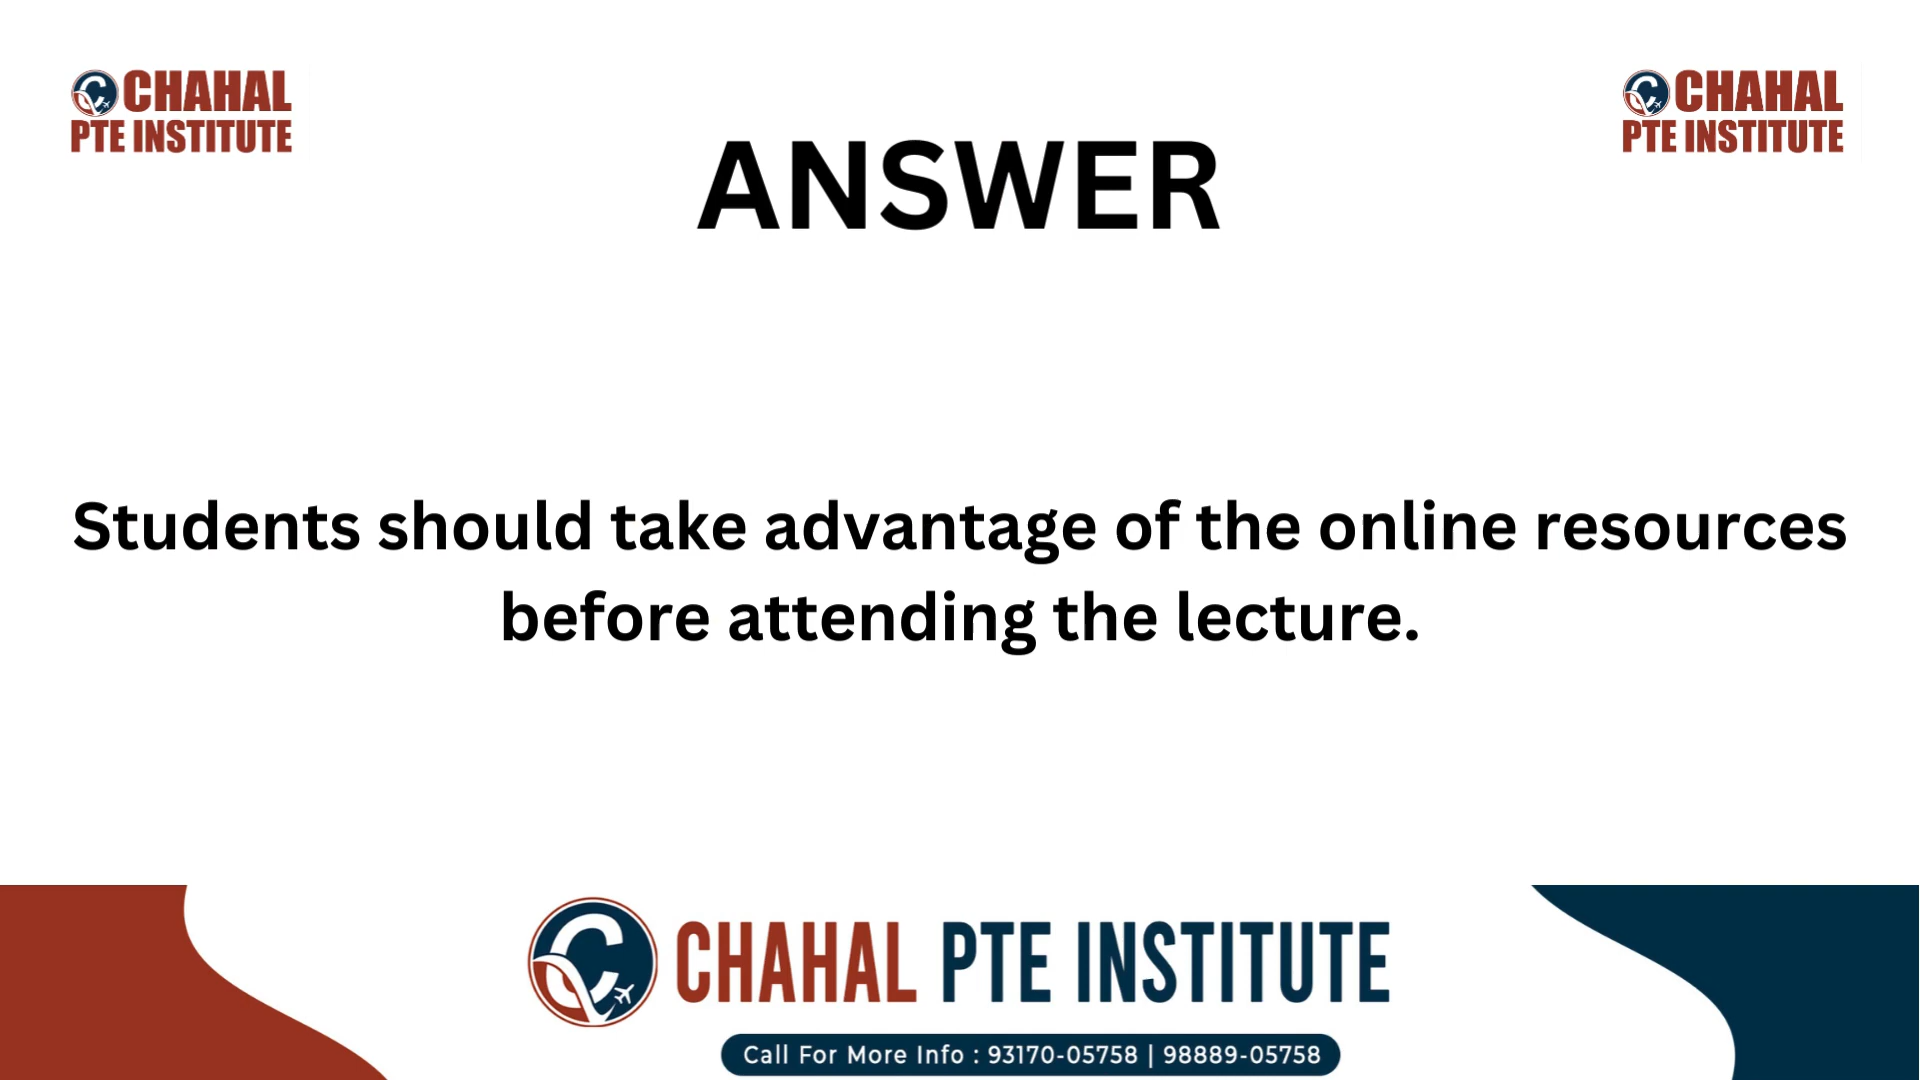 CHAHAL
PTE INSTITUTE
CHAHAL
PTE INSTITUTE
ANSWER
Students should take advantage of the online resources
before attending the lecture.
CHAHAL PTE INSTITUTE
Call For More Info : 93170-05758 | 98889-05758